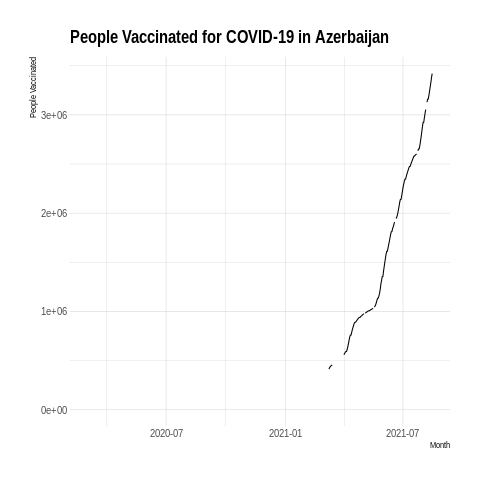 People Vaccinated for COVID-19 in Azerbaijan
People Vaccinated
3e+06
2e+06
1e+06
0e+00
2020-07 2021-01 2021-07
Month